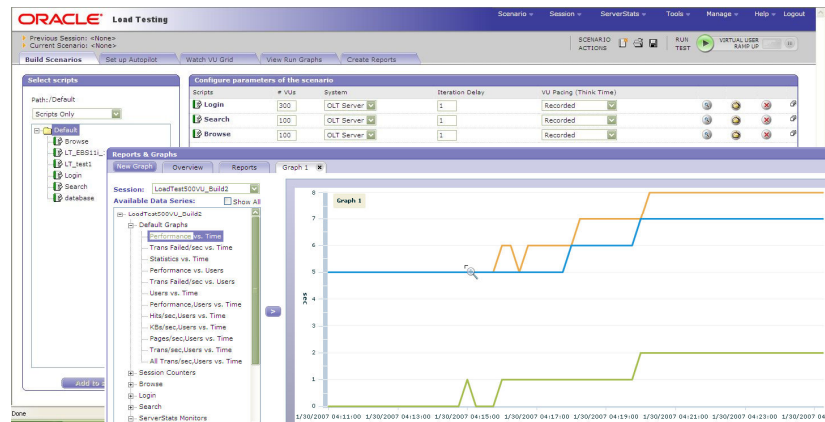 ORACLE Load Testing
Scenario Session ServerStats Tools Manage Help Logout
Previous Session: <None>
Current Scenario: <None>
SCENARIO ACTIONS RUN TEST VIRTUAL USER RAMP UP
Build Scenarios Set up Autopilot Watch VU Grid View Run Graphs Create Reports
Select scripts
Configure parameters of the scenario
Scripts # VUs System Iteration Delay VU Pacing (Think Time)
Path:/Default
Login 300 OLT Server 1 Recorded
Scripts Only
Search 100 OLT Server 1 Recorded
Default
Browse 100 OLT Server 1 Recorded
Browse
LT_EBS11i_
LT_test1
Login
Search
database
Add to
Done
Reports & Graphs
New Graph Overview Reports Graph 1
Session: LoadTest500VU_Build2
Available Data Series: Show All
LoadTest500VU_Build2
Default Graphs
Performance vs. Time
Trans Failed/sec vs. Time
Statistics vs. Time
Performance vs. Users
Trans Failed/sec vs. Users
Users vs. Time
Performance,Users vs. Time
Hits/sec,Users vs. Time
KBs/sec,Users vs. Time
Pages/sec,Users vs. Time
Trans/sec,Users vs. Time
All Trans/sec,Users vs. Time
Session Counters
Browse
Login
Search
ServerStats Monitors
>
Graph 1
8
7
6
5
sec
4
3
2
1
0
1/30/2007 04:11:00 1/30/2007 04:13:00 1/30/2007 04:15:00 1/30/2007 04:17:00 1/30/2007 04:19:00 1/30/2007 04:21:00 1/30/2007 04:23:00 1/30/2007 04